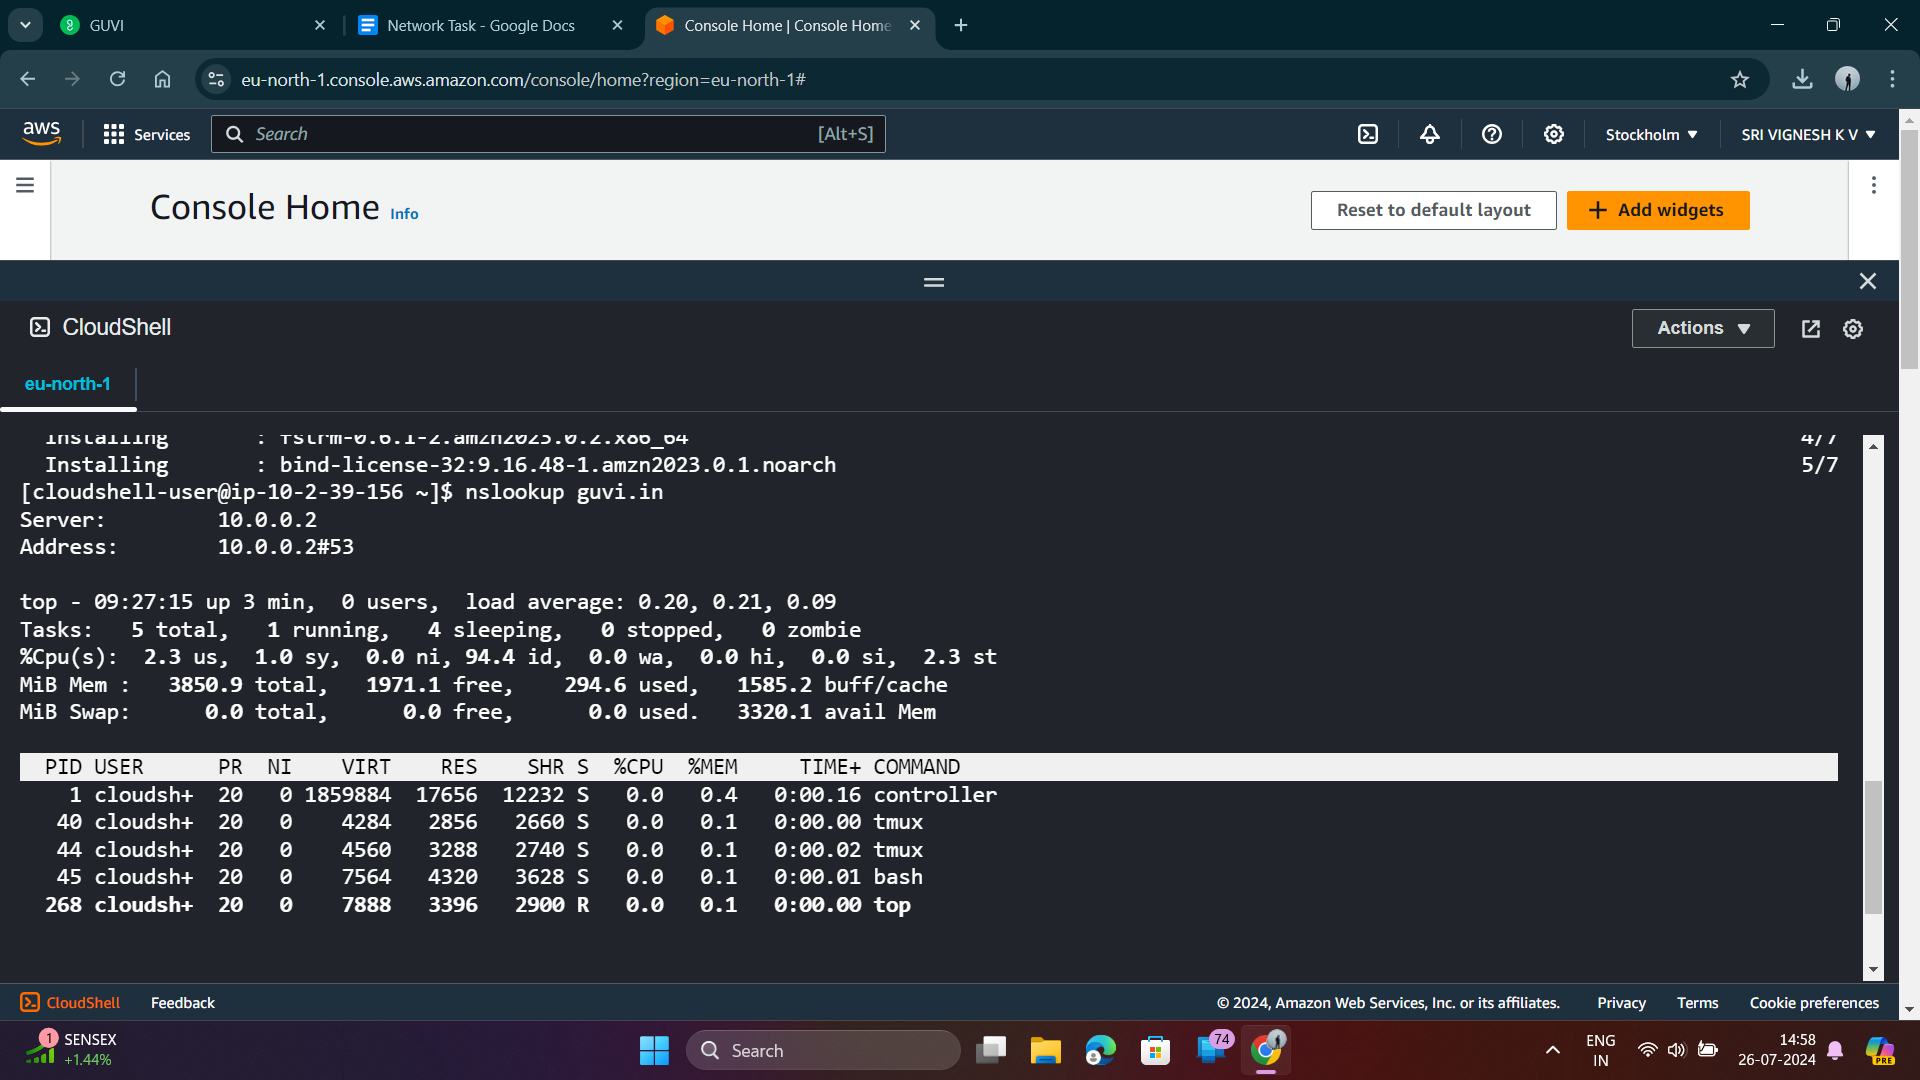 GUVI
Network Task - Google Docs
Console Home | Console Home
eu-north-1.console.aws.amazon.com/console/home?region=eu-north-1#
aws
Services
Search
[Alt+S]
Stockholm
SRI VIGNESH K V
Console Home Info
Reset to default layout
Add widgets
CloudShell
Actions
eu-north-1
Installing : fstrm-0.6.1-2.amzn2023.0.2.x86_64 4/7
Installing : bind-license-32:9.16.48-1.amzn2023.0.1.noarch 5/7
[cloudshell-user@ip-10-2-39-156 ~]$ nslookup guvi.in
Server: 10.0.0.2
Address: 10.0.0.2#53
top - 09:27:15 up 3 min, 0 users, load average: 0.20, 0.21, 0.09
Tasks: 5 total, 1 running, 4 sleeping, 0 stopped, 0 zombie
%Cpu(s): 2.3 us, 1.0 sy, 0.0 ni, 94.4 id, 0.0 wa, 0.0 hi, 0.0 si, 2.3 st
MiB Mem : 3850.9 total, 1971.1 free, 294.6 used, 1585.2 buff/cache
MiB Swap: 0.0 total, 0.0 free, 0.0 used. 3320.1 avail Mem
PID USER PR NI VIRT RES SHR S %CPU %MEM TIME+ COMMAND
1 cloudsh+ 20 0 1859884 17656 12232 S 0.0 0.4 0:00.16 controller
40 cloudsh+ 20 0 4284 2856 2660 S 0.0 0.1 0:00.00 tmux
44 cloudsh+ 20 0 4560 3288 2740 S 0.0 0.1 0:00.02 tmux
45 cloudsh+ 20 0 7564 4320 3628 S 0.0 0.1 0:00.01 bash
268 cloudsh+ 20 0 7888 3396 2900 R 0.0 0.1 0:00.00 top
CloudShell
Feedback
© 2024, Amazon Web Services, Inc. or its affiliates.
Privacy
Terms
Cookie preferences
1
SENSEX
+1.44%
Search
74
ENG
IN
14:58
26-07-2024
PRE